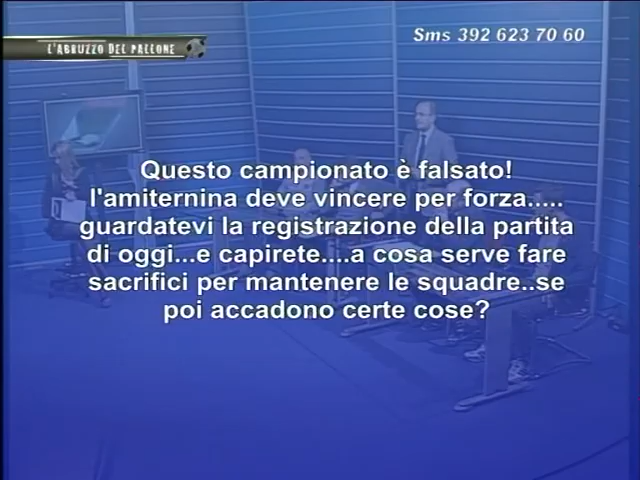 L'ABRUZZO DEL PALLONE
Sms 392 623 70 60
Questo campionato è falsato!
l'amiternina deve vincere per forza.....
guardatevi la registrazione della partita
di oggi...e capirete....a cosa serve fare
sacrifici per mantenere le squadre..se
poi accadono certe cose?